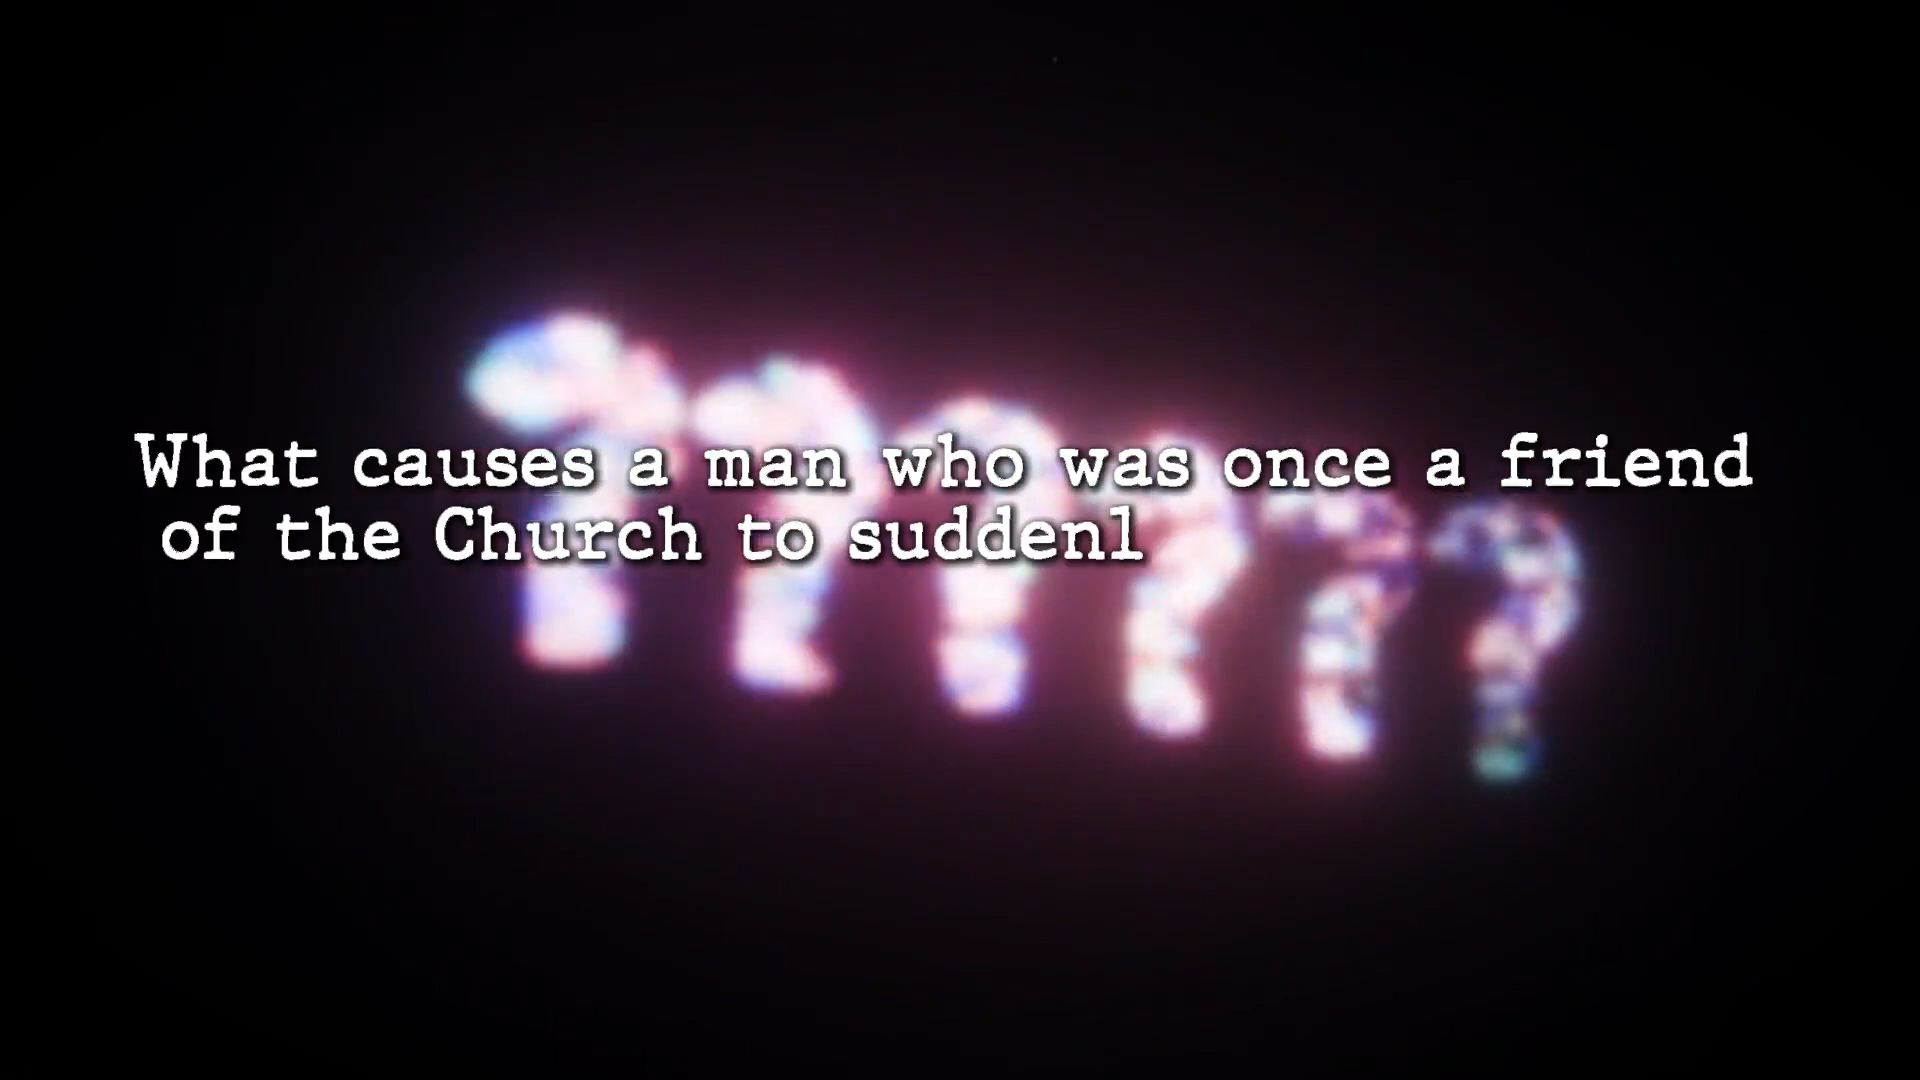 What causes a man who was once a friend
of the Church to suddenl